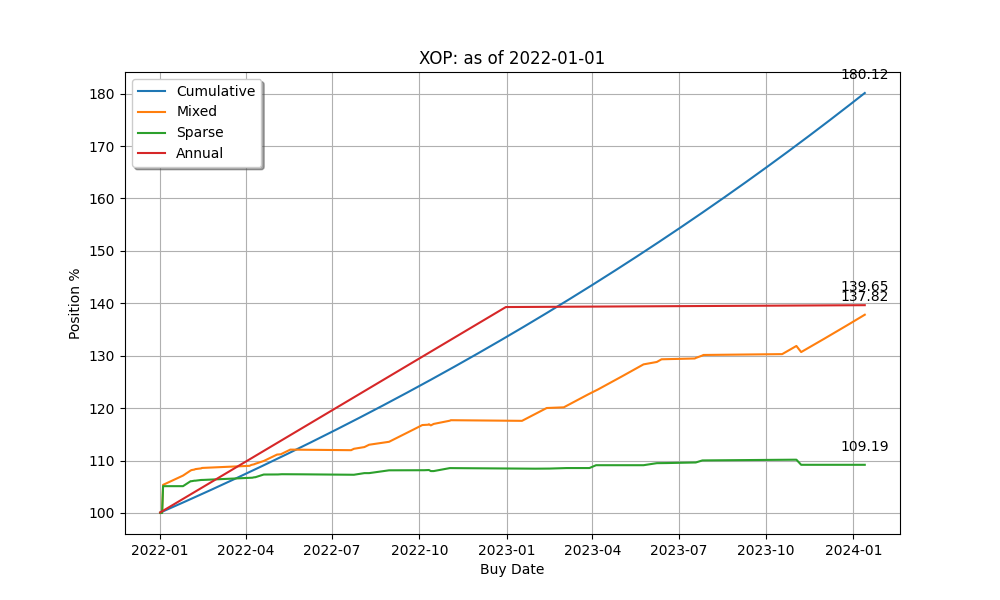 XOP: as of 2022-01-01
180.12
180
Cumulative
Mixed
Sparse
Annual
170
160
150
139.65
137.82
140
130
120
109.19
110
100
Position %
2022-01 2022-04 2022-07 2022-10 2023-01 2023-04 2023-07 2023-10 2024-01
Buy Date